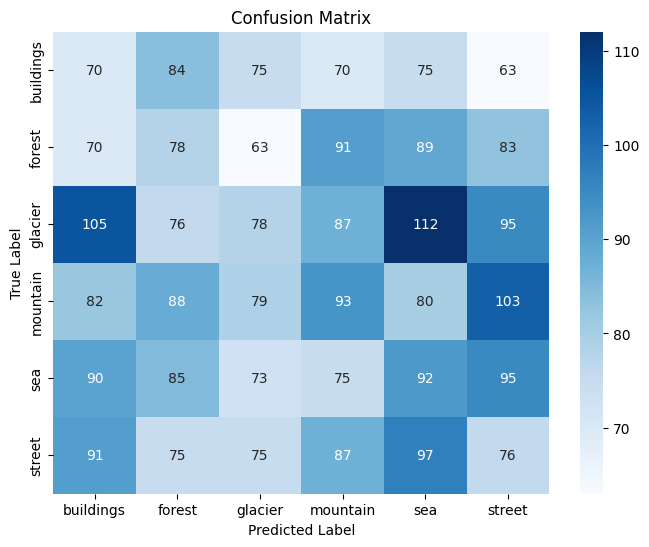 Confusion Matrix
buildings 70 84 75 70 75 63
forest 70 78 63 91 89 83
glacier 105 76 78 87 112 95
mountain 82 88 79 93 80 103
sea 90 85 73 75 92 95
street 91 75 75 87 97 76
buildings forest glacier mountain sea street
Predicted Label
True Label
110
100
90
80
70